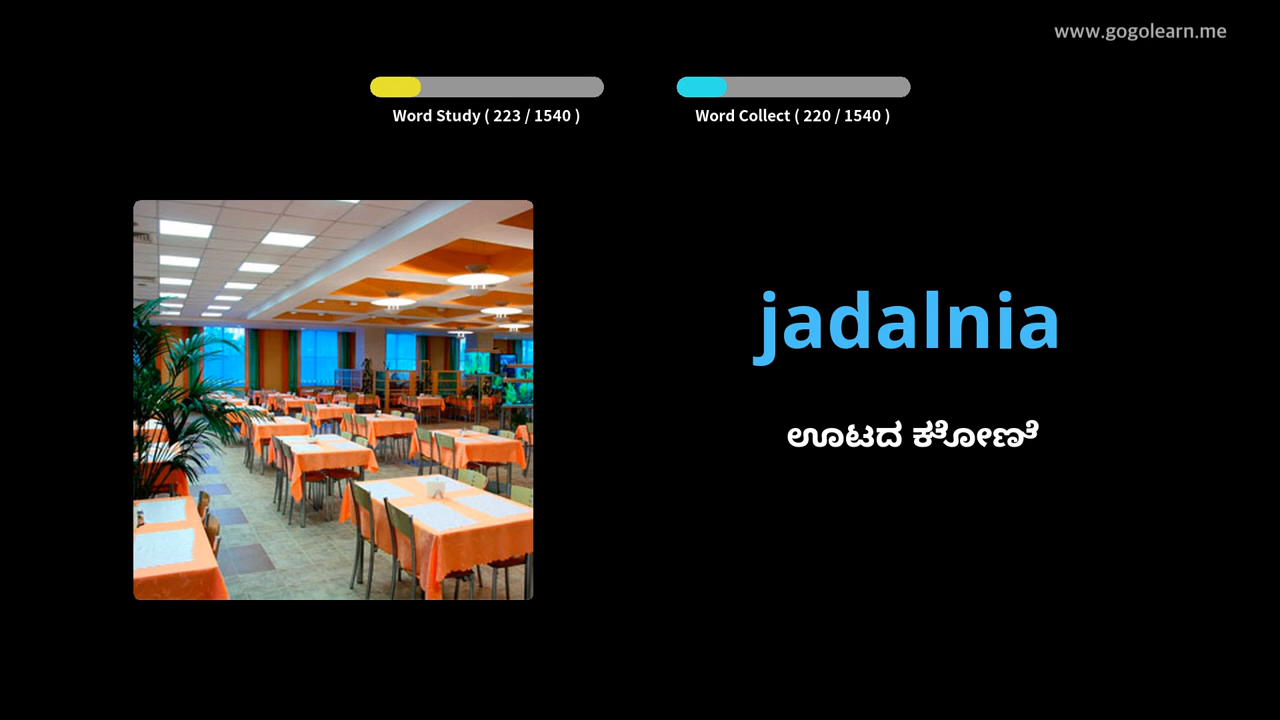 www.gogolearn.me
Word Study ( 223 / 1540 )
Word Collect ( 220 / 1540 )
jadalnia
ಊಟದ ಕೋಣೆ